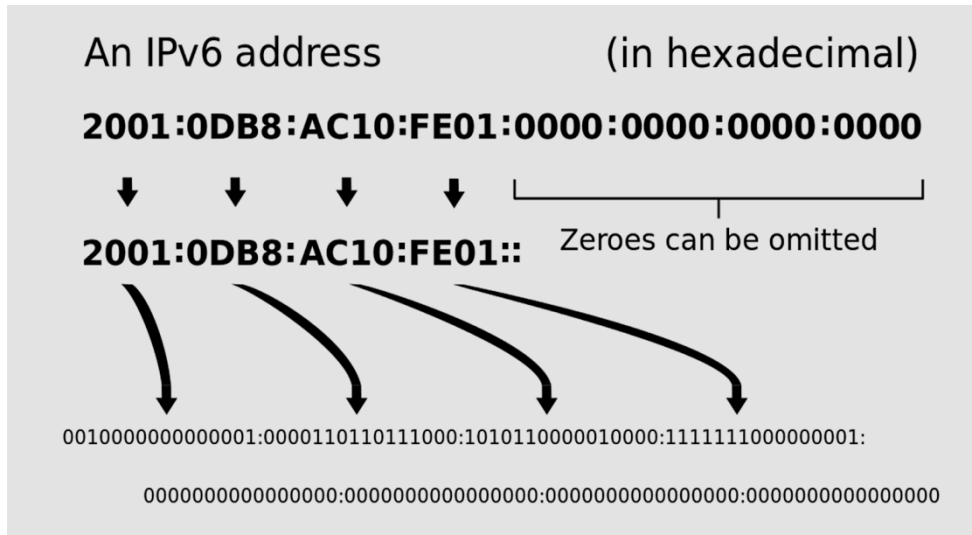 An IPv6 address (in hexadecimal)
2001:0DB8:AC10:FE01:0000:0000:0000:0000
Zeroes can be omitted
2001:0DB8:AC10:FE01::
0010000000000001:0000110110111000:1010110000010000:1111111000000001:
0000000000000000:0000000000000000:0000000000000000:0000000000000000